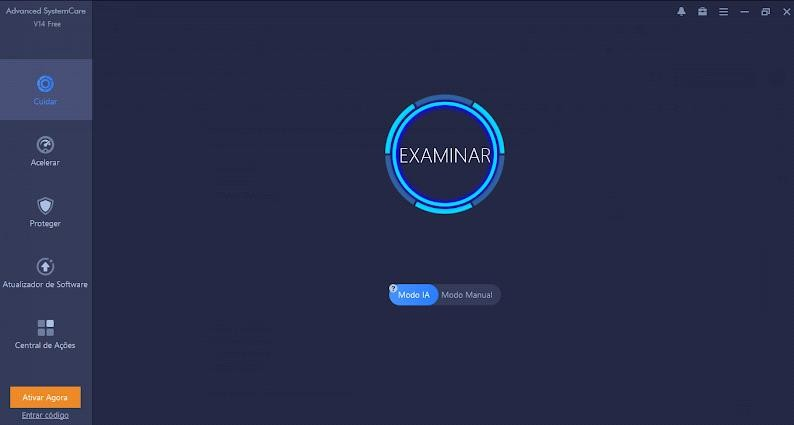 Advanced SystemCare
V14 Free
Cuidar
Acelerar
Proteger
Atualizador de Software
Central de Ações
Ativar Agora
Entrar código
EXAMINAR
?
Modo IA
Modo Manual